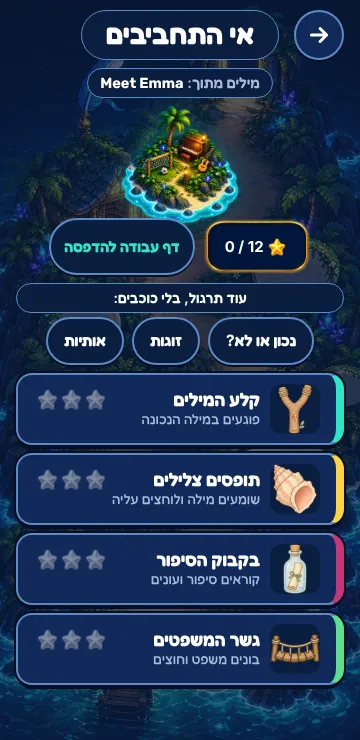 אי התחביבים
מילים מתוך: Meet Emma
0 / 12
דף עבודה להדפסה
עוד תרגול, בלי כוכבים:
נכון או לא?
זוגות
אותיות
קלע המילים
פוגעים במילה הנכונה
תופסים צלילים
שומעים מילה ולוחצים עליה
בקבוק הסיפור
קוראים סיפור ועונים
גשר המשפטים
בונים משפט וחוצים